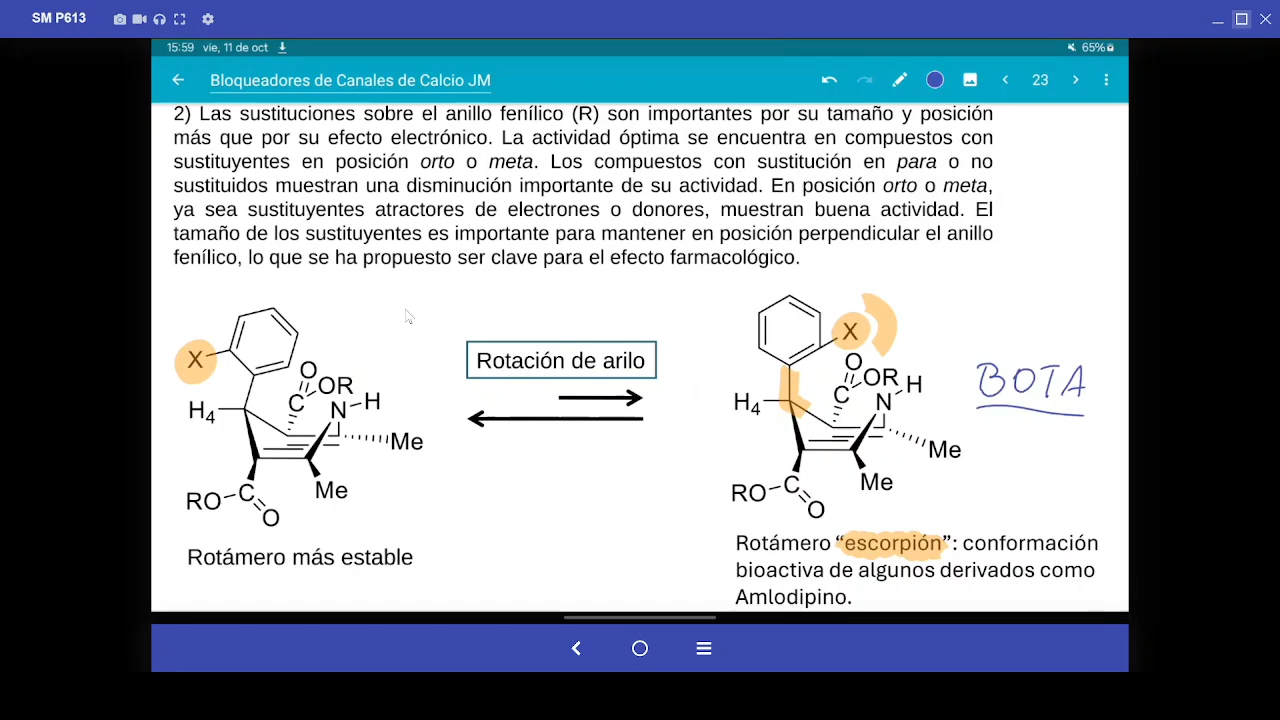 SM P613
15:59 vie, 11 de oct
65%
Bloqueadores de Canales de Calcio JM
23
2) Las sustituciones sobre el anillo fenílico (R) son importantes por su tamaño y posición
más que por su efecto electrónico. La actividad óptima se encuentra en compuestos con
sustituyentes en posición orto o meta. Los compuestos con sustitución en para o no
sustituidos muestran una disminución importante de su actividad. En posición orto o meta,
ya sea sustituyentes atractores de electrones o donores, muestran buena actividad. El
tamaño de los sustituyentes es importante para mantener en posición perpendicular el anillo
fenílico, lo que se ha propuesto ser clave para el efecto farmacológico.
X
O
OR
C
N
H
H4
Me
Me
RO
C
O
Rotámero más estable
Rotación de arilo
X
O
OR
C
N
H
H4
Me
Me
RO
C
O
BOTA
Rotámero “escorpión”: conformación
bioactiva de algunos derivados como
Amlodipino.